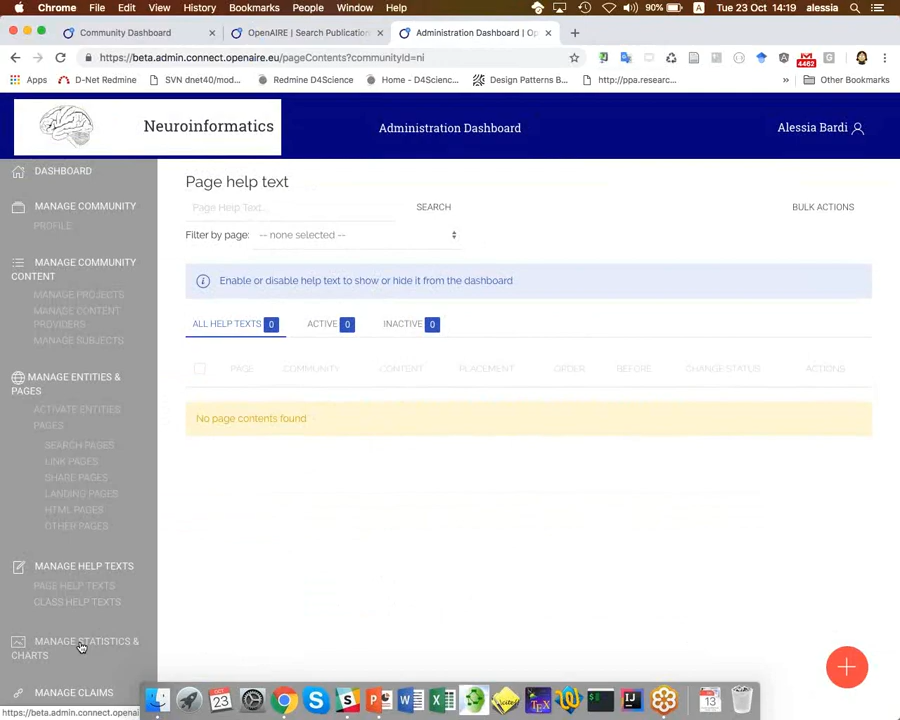 Chrome File Edit View History Bookmarks People Window Help 90% Tue 23 Oct 14:19 alessia
Community Dashboard OpenAIRE | Search Publication Administration Dashboard | Op
https://beta.admin.connect.openaire.eu/pageContents?communityId=ni 4462
Apps D-Net Redmine SVN dnet40/mod... Redmine D4Science Home - D4Scienc... Design Patterns B... http://ppa.researc... » Other Bookmarks
Neuroinformatics Administration Dashboard Alessia Bardi
DASHBOARD
MANAGE COMMUNITY
PROFILE
MANAGE COMMUNITY
CONTENT
MANAGE PROJECTS
MANAGE CONTENT
PROVIDERS
MANAGE SUBJECTS
MANAGE ENTITIES &
PAGES
ACTIVATE ENTITIES
PAGES
SEARCH PAGES
LINK PAGES
SHARE PAGES
LANDING PAGES
HTML PAGES
OTHER PAGES
MANAGE HELP TEXTS
PAGE HELP TEXTS
CLASS HELP TEXTS
MANAGE STATISTICS &
CHARTS
MANAGE CLAIMS
https://beta.admin.connect.openai
Page help text
Page Help Text... SEARCH BULK ACTIONS
Filter by page: -- none selected --
Enable or disable help text to show or hide it from the dashboard
ALL HELP TEXTS 0 ACTIVE 0 INACTIVE 0
PAGE COMMUNITY CONTENT PLACEMENT ORDER BEFORE CHANGE STATUS ACTIONS
No page contents found